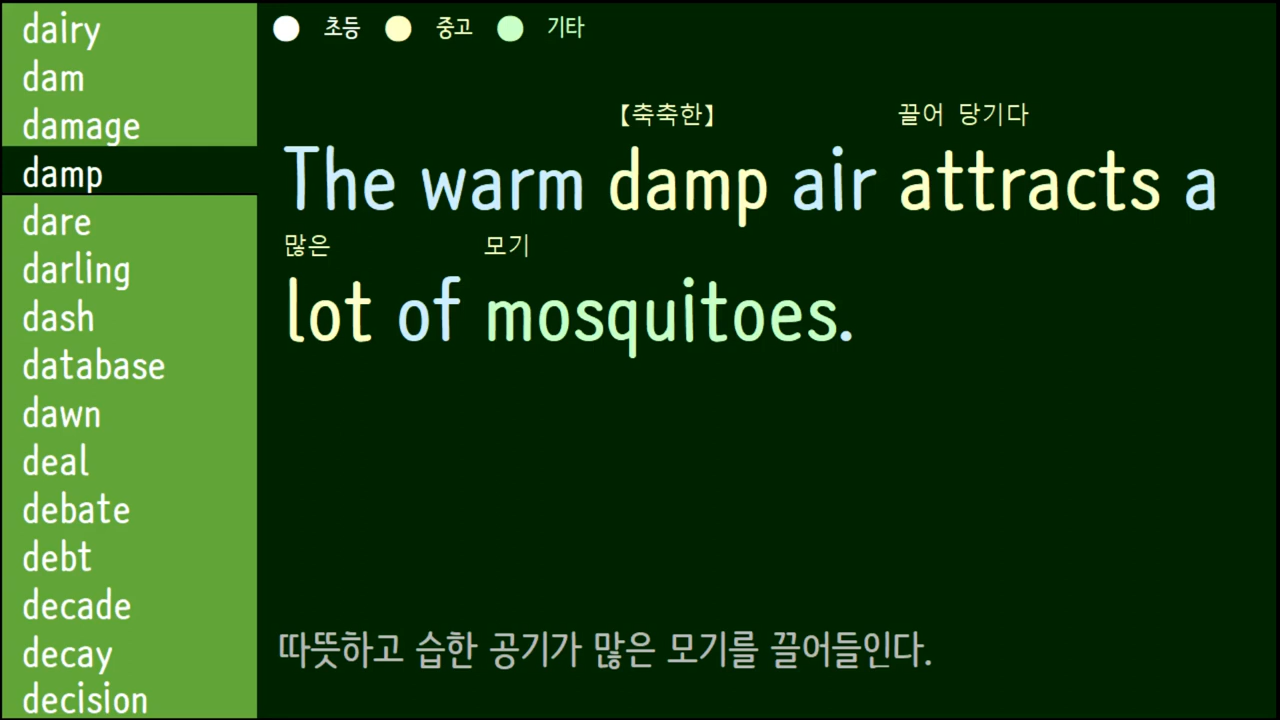 dairy
dam
damage
damp
dare
darling
dash
database
dawn
deal
debate
debt
decade
decay
decision
초등 중고 기타
【축축한】 끌어 당기다
The warm damp air attracts a
많은 모기
lot of mosquitoes.
따뜻하고 습한 공기가 많은 모기를 끌어들인다.